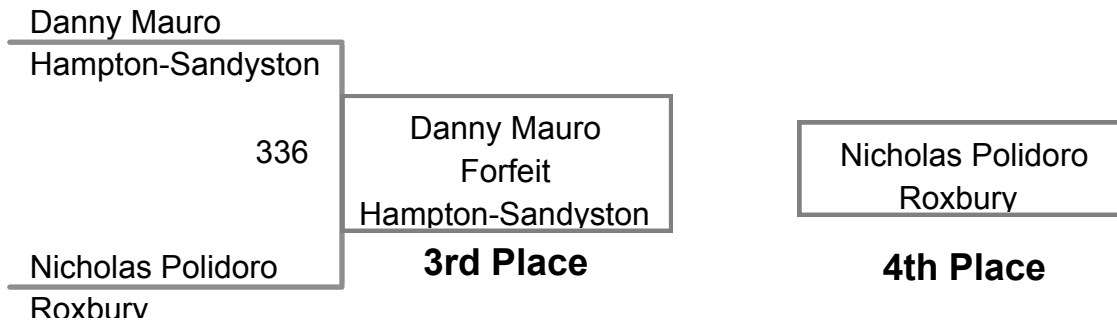 Danny Mauro
Hampton-Sandyston
336
Danny Mauro
Forfeit
Hampton-Sandyston
3rd Place
Nicholas Polidoro
Roxbury
Nicholas Polidoro
Roxbury
4th Place